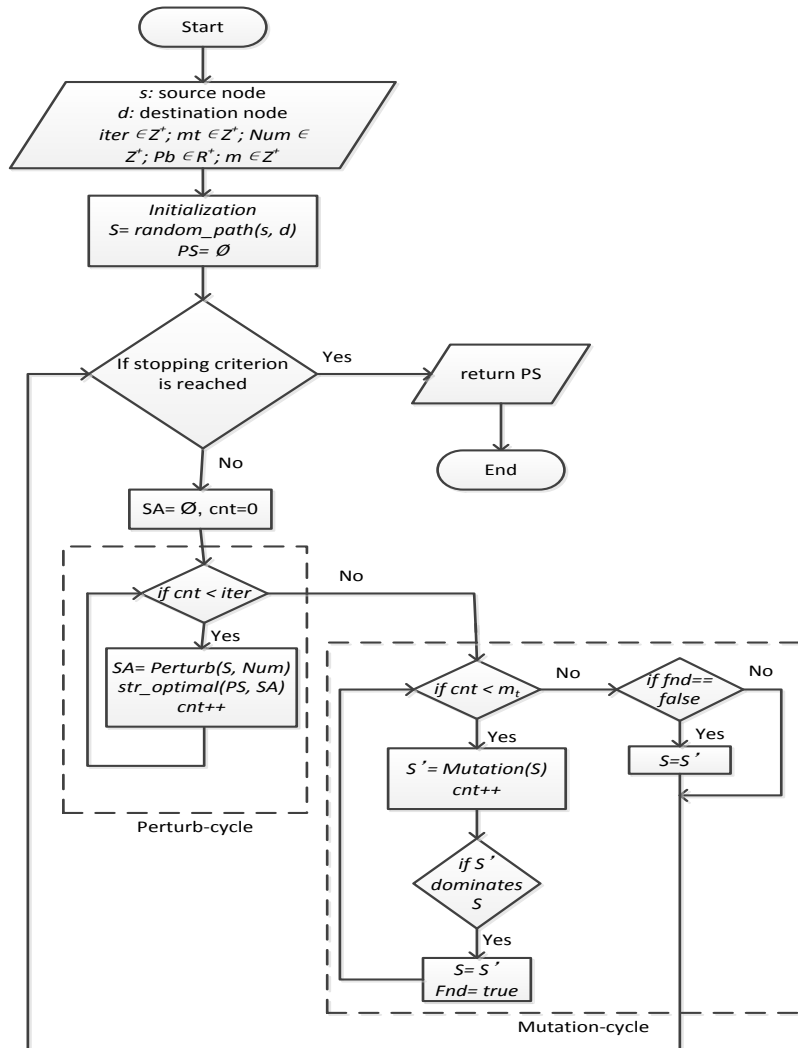 Start
s: source node
d: destination node
iter ∈Z⁺; mt ∈Z⁺; Num ∈
Z⁺; Pb ∈R⁺; m ∈Z⁺
Initialization
S= random_path(s, d)
PS= Ø
If stopping criterion
is reached
Yes
return PS
End
No
SA= Ø, cnt=0
if cnt < iter
No
Yes
SA= Perturb(S, Num)
str_optimal(PS, SA)
cnt++
Perturb-cycle
if cnt < mₜ
No
if fnd==
false
No
Yes
S=S′
Yes
S′= Mutation(S)
cnt++
if S′
dominates
S
Yes
S= S′
Fnd= true
Mutation-cycle